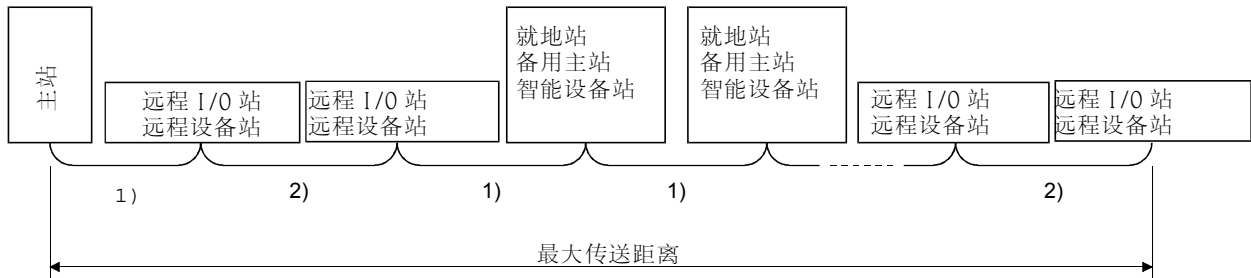 主站
远程 I/O 站
远程设备站
远程 I/O 站
远程设备站
就地站
备用主站
智能设备站
就地站
备用主站
智能设备站
远程 I/O 站
远程设备站
远程 I/O 站
远程设备站
1)
2)
1)
1)
2)
最大传送距离